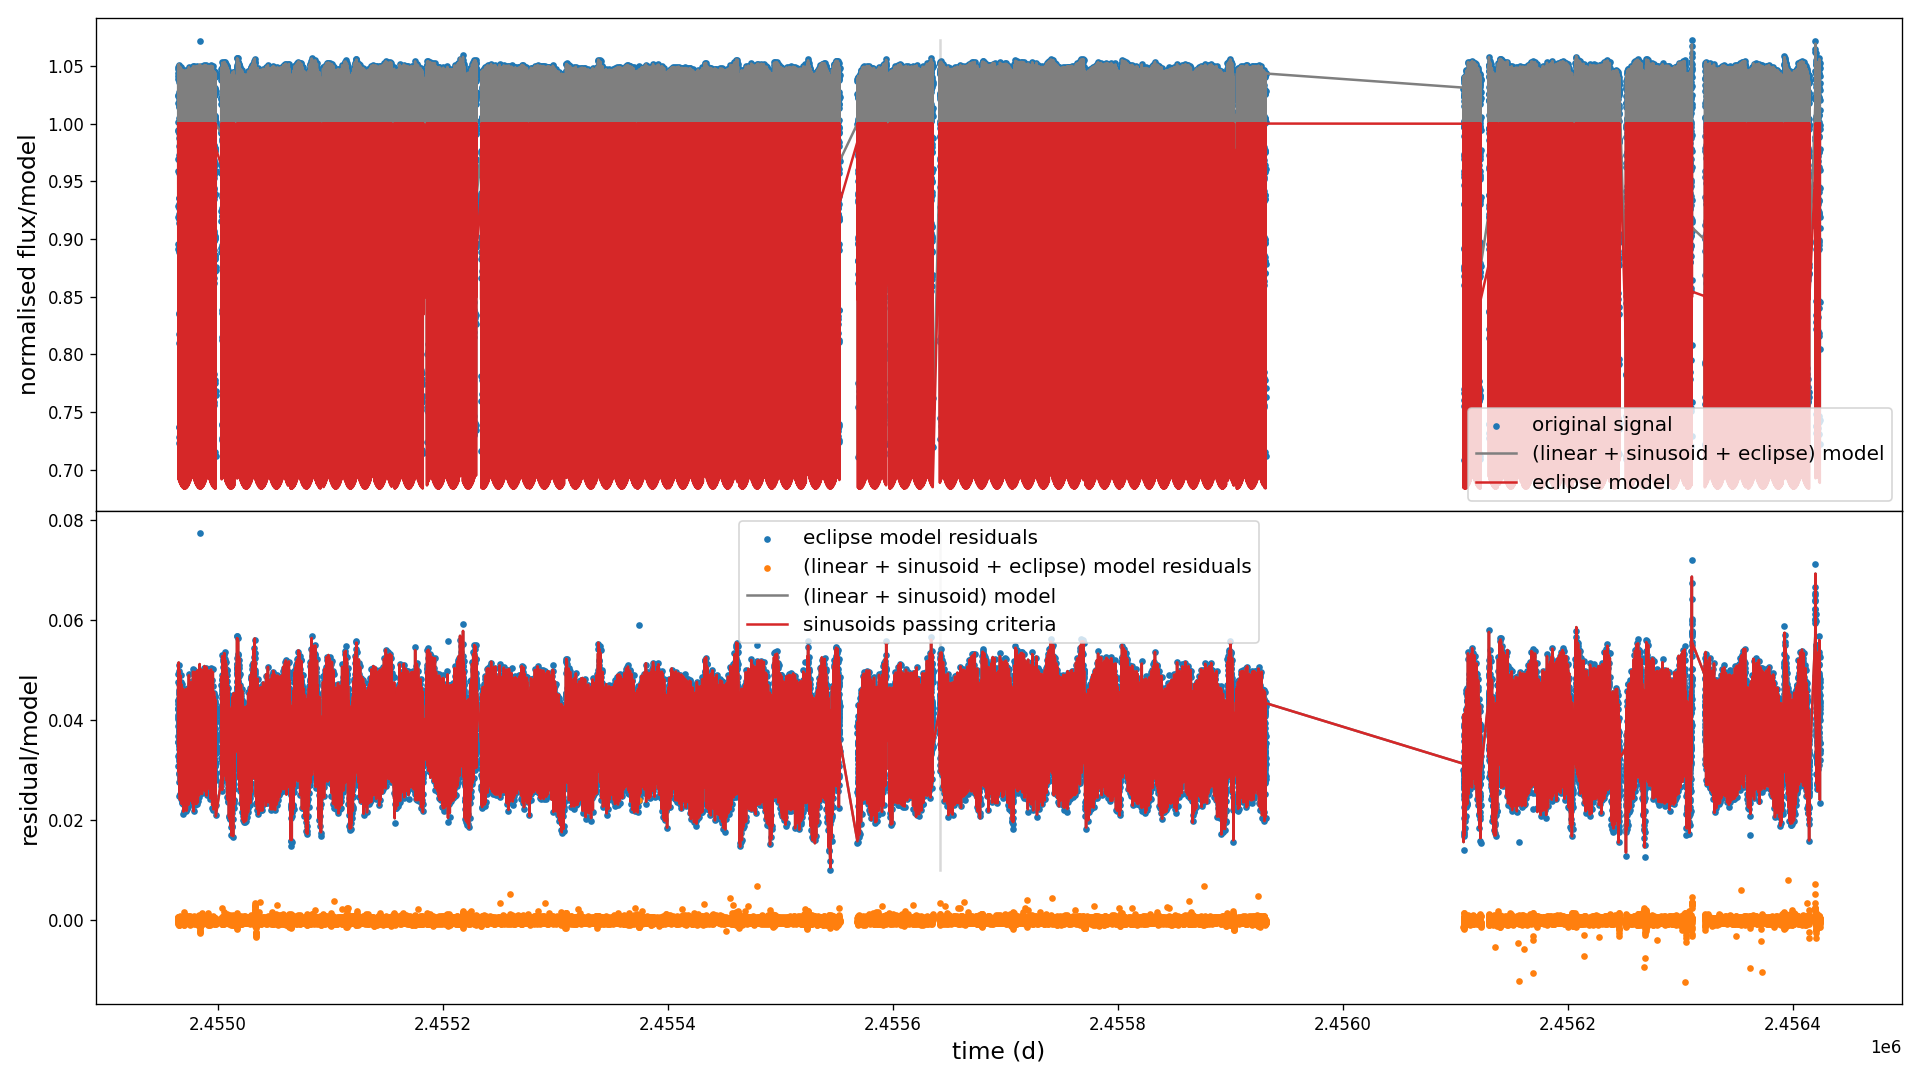 normalised flux/model
1.05
1.00
0.95
0.90
0.85
0.80
0.75
0.70
original signal
(linear + sinusoid + eclipse) model
eclipse model
residual/model
0.08
0.06
0.04
0.02
0.00
eclipse model residuals
(linear + sinusoid + eclipse) model residuals
(linear + sinusoid) model
sinusoids passing criteria
2.4550 2.4552 2.4554 2.4556 2.4558 2.4560 2.4562 2.4564
1e6
time (d)